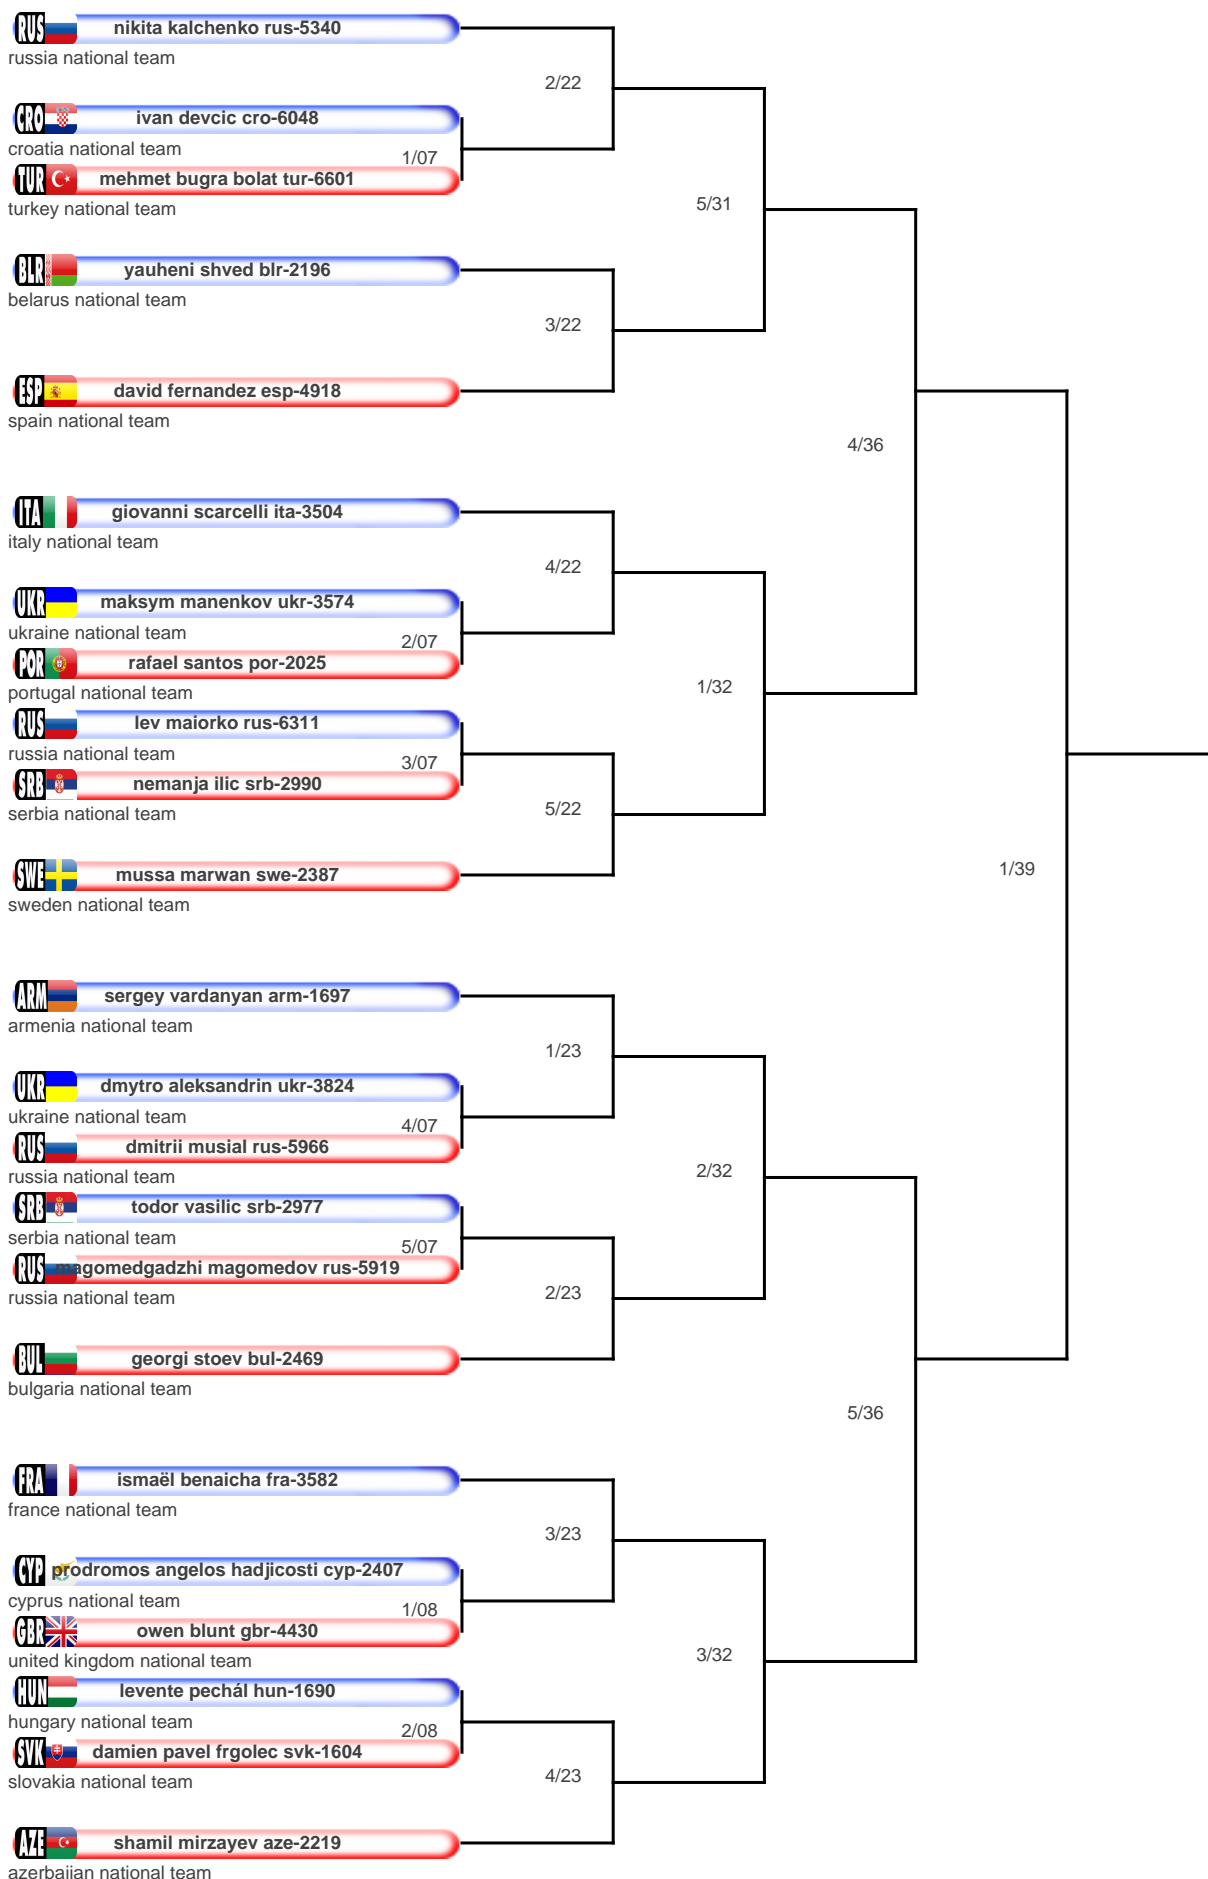 RUS nikita kalchenko rus-5340
russia national team
2/22
CRO ivan devcic cro-6048
croatia national team
1/07
TUR mehmet bugra bolat tur-6601
turkey national team
5/31
BLR yauheni shved blr-2196
belarus national team
3/22
ESP david fernandez esp-4918
spain national team
4/36
ITA giovanni scarcelli ita-3504
italy national team
4/22
UKR maksym manenkov ukr-3574
ukraine national team
2/07
POR rafael santos por-2025
portugal national team
1/32
RUS lev maiorko rus-6311
russia national team
3/07
SRB nemanja ilic srb-2990
serbia national team
5/22
SWE mussa marwan swe-2387
sweden national team
1/39
ARM sergey vardanyan arm-1697
armenia national team
1/23
UKR dmytro aleksandrin ukr-3824
ukraine national team
4/07
RUS dmitrii musial rus-5966
russia national team
2/32
SRB todor vasilic srb-2977
serbia national team
5/07
RUS magomedgadzhi magomedov rus-5919
russia national team
2/23
BUL georgi stoev bul-2469
bulgaria national team
5/36
FRA ismaël benaicha fra-3582
france national team
3/23
CYP prodromos angelos hadjicosti cyp-2407
cyprus national team
1/08
GBR owen blunt gbr-4430
united kingdom national team
3/32
HUN levente pechál hun-1690
hungary national team
2/08
SVK damien pavel frgolec svk-1604
slovakia national team
4/23
AZE shamil mirzayev aze-2219
azerbaijan national team